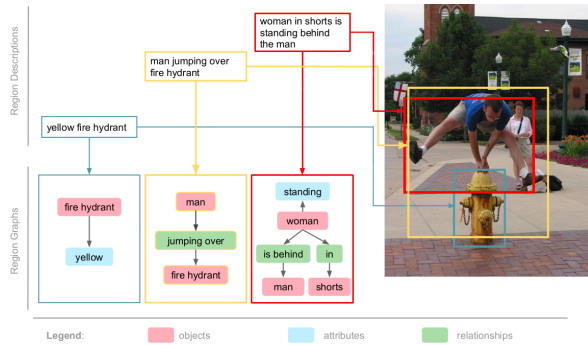 woman in shorts is
standing behind
the man
man jumping over
fire hydrant
yellow fire hydrant
Region Descriptions
fire hydrant
yellow
man
jumping over
fire hydrant
standing
woman
is behind
in
man
shorts
Region Graphs
Legend:
objects
attributes
relationships